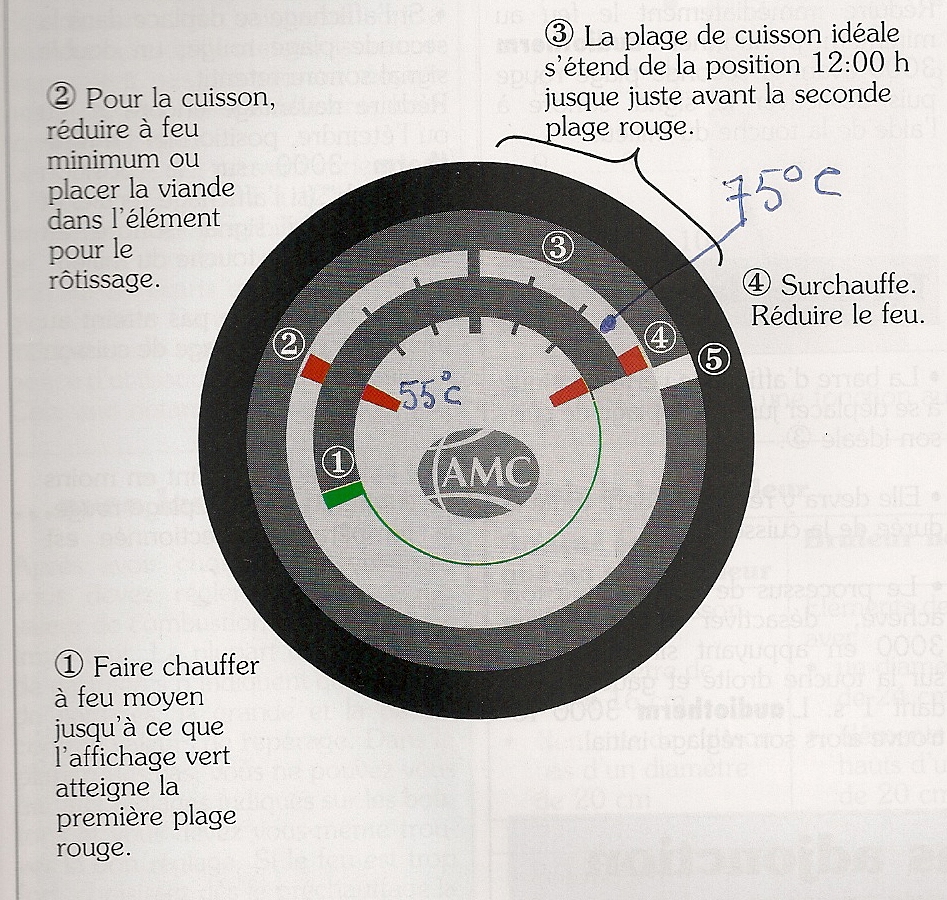 ③ La plage de cuisson idéale
s'étend de la position 12:00 h
jusque juste avant la seconde
plage rouge.
② Pour la cuisson,
réduire à feu
minimum ou
placer la viande
dans l'élément
pour le
rôtissage.
75°C
④ Surchauffe.
Réduire le feu.
③
②
④
⑤
55°C
①
AMC
① Faire chauffer
à feu moyen
jusqu'à ce que
l'affichage vert
atteigne la
première plage
rouge.